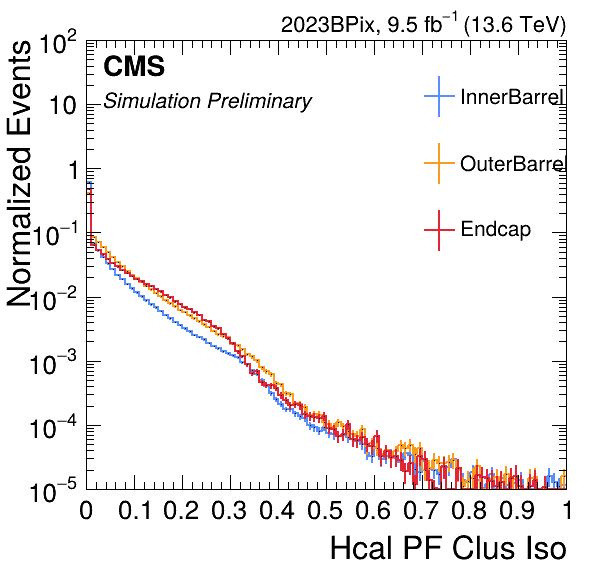 2023BPix, 9.5 fb⁻¹ (13.6 TeV)
CMS
Simulation Preliminary
InnerBarrel
OuterBarrel
Endcap
Normalized Events
10²
10
1
10⁻¹
10⁻²
10⁻³
10⁻⁴
10⁻⁵
0 0.1 0.2 0.3 0.4 0.5 0.6 0.7 0.8 0.9 1
Hcal PF Clus Iso